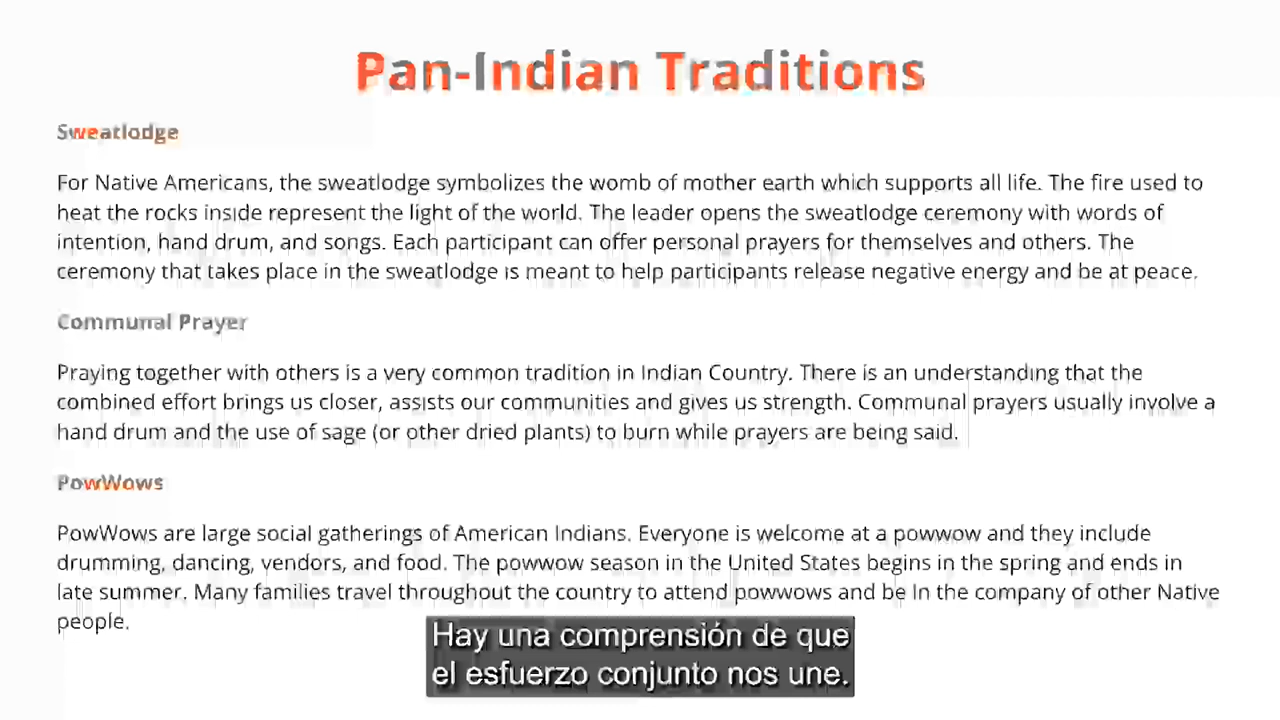 Pan-Indian Traditions
Sweatlodge
For Native Americans, the sweatlodge symbolizes the womb of mother earth which supports all life. The fire used to
heat the rocks inside represent the light of the world. The leader opens the sweatlodge ceremony with words of
intention, hand drum, and songs. Each participant can offer personal prayers for themselves and others. The
ceremony that takes place in the sweatlodge is meant to help participants release negative energy and be at peace.
Communal Prayer
Praying together with others is a very common tradition in Indian Country. There is an understanding that the
combined effort brings us closer, assists our communities and gives us strength. Communal prayers usually involve a
hand drum and the use of sage (or other dried plants) to burn while prayers are being said.
PowWows
PowWows are large social gatherings of American Indians. Everyone is welcome at a powwow and they include
drumming, dancing, vendors, and food. The powwow season in the United States begins in the spring and ends in
late summer. Many families travel throughout the country to attend powwows and be in the company of other Native
people.
Hay una comprensión de que
el esfuerzo conjunto nos une.